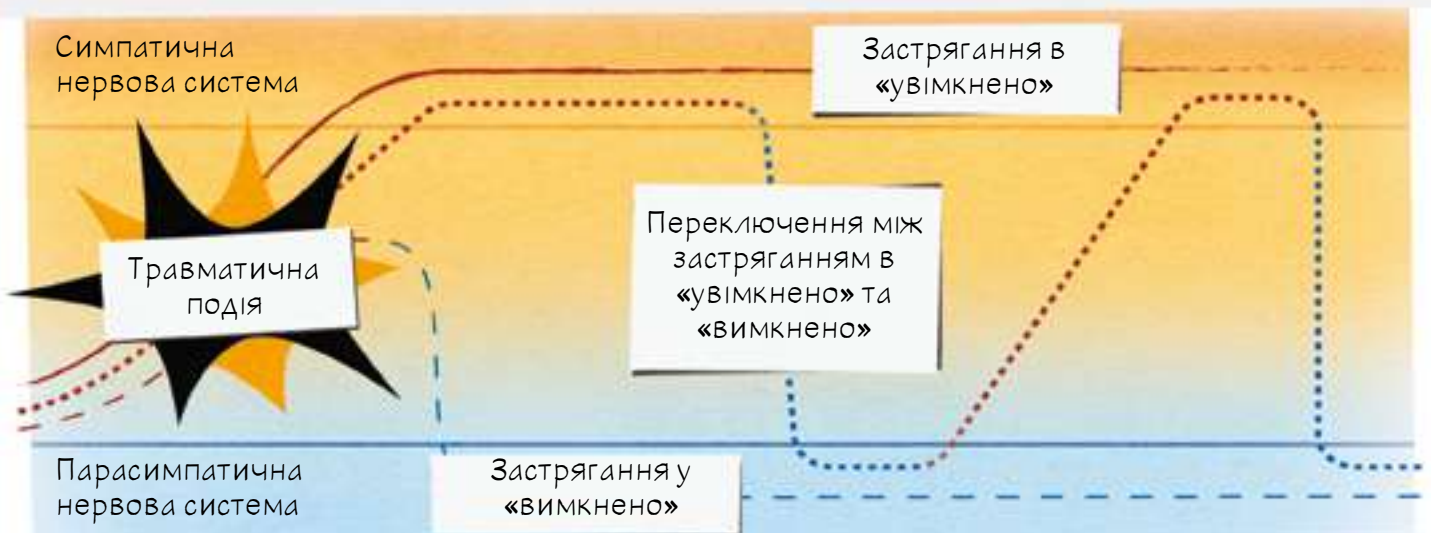 Симпатична
нервова система
Застрягання в
«увімкнено»
Травматична
подія
Переключення між
застряганням в
«увімкнено» та
«вимкнено»
Парасимпатична
нервова система
Застрягання у
«вимкнено»